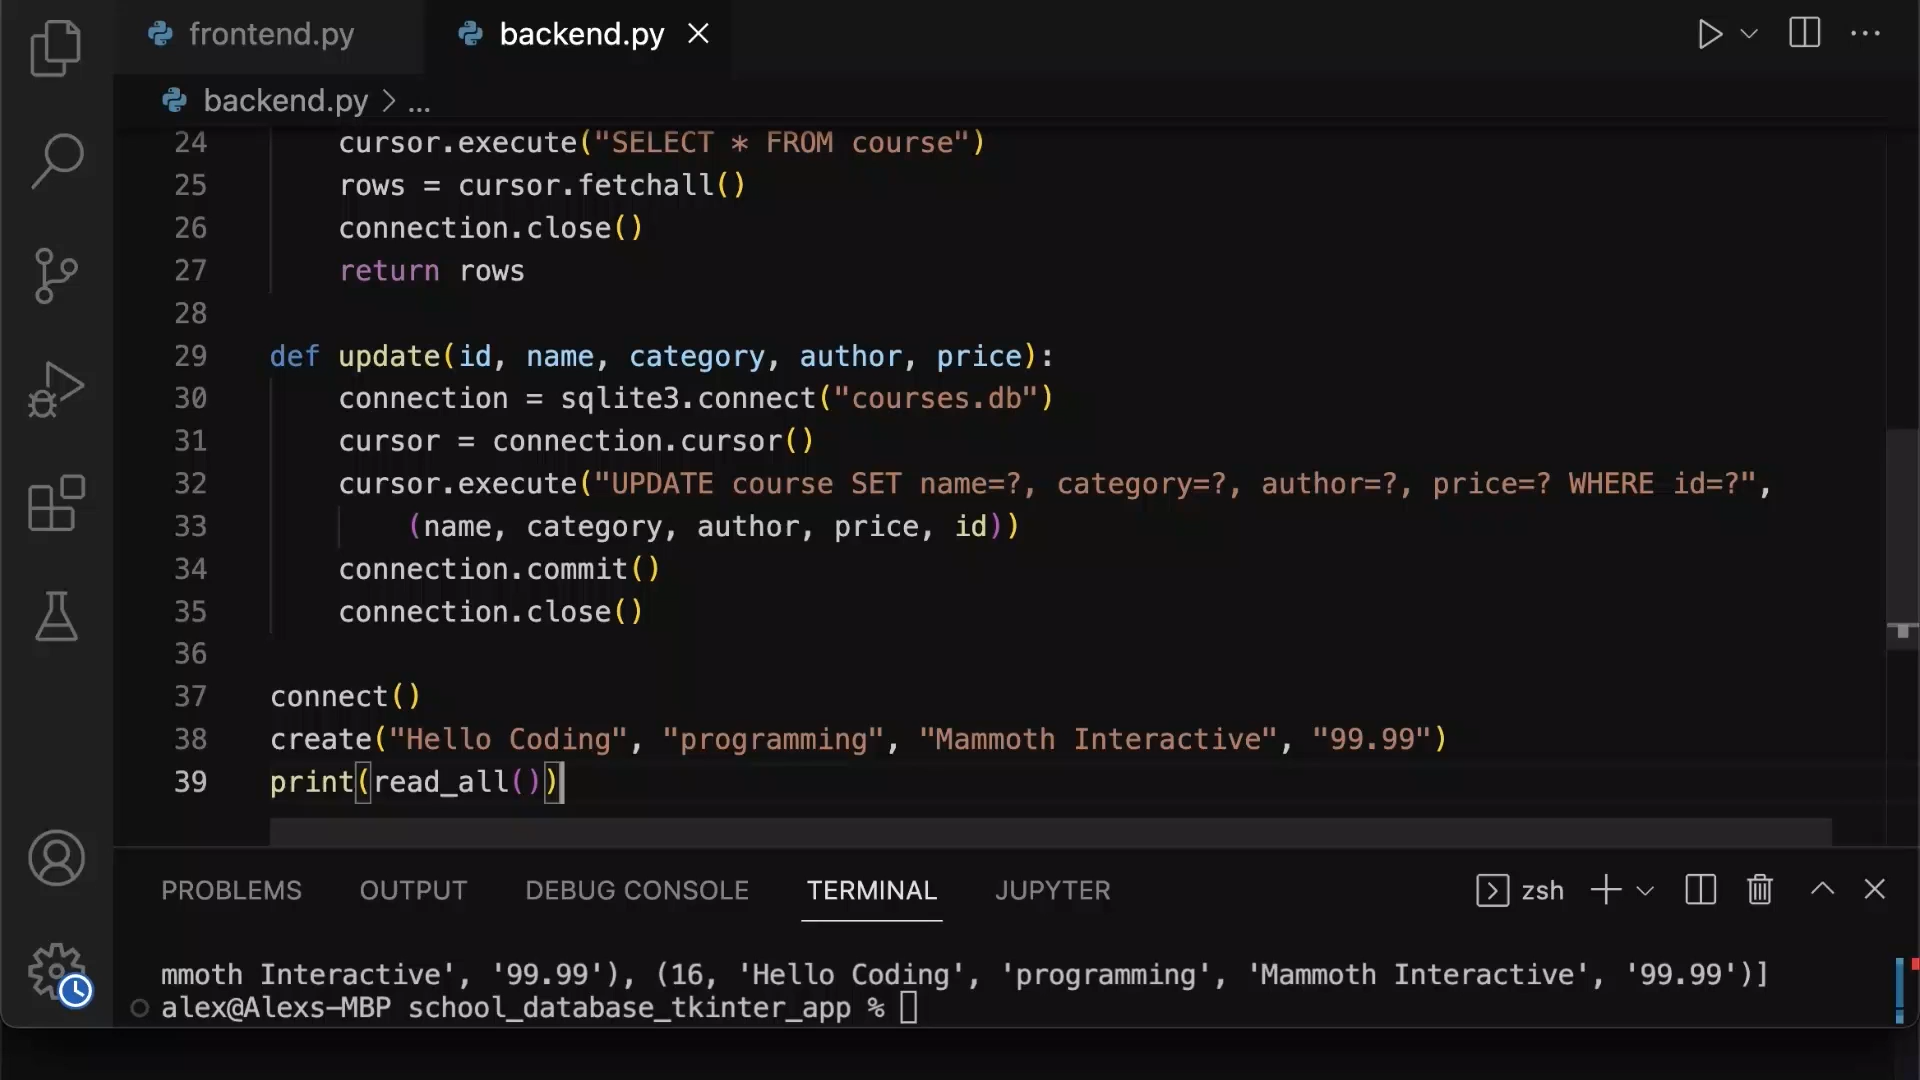 frontend.py
backend.py
backend.py > ...
24 cursor.execute("SELECT * FROM course")
25 rows = cursor.fetchall()
26 connection.close()
27 return rows
28
29 def update(id, name, category, author, price):
30 connection = sqlite3.connect("courses.db")
31 cursor = connection.cursor()
32 cursor.execute("UPDATE course SET name=?, category=?, author=?, price=? WHERE id=?",
33 (name, category, author, price, id))
34 connection.commit()
35 connection.close()
36
37 connect()
38 create("Hello Coding", "programming", "Mammoth Interactive", "99.99")
39 print(read_all())
PROBLEMS OUTPUT DEBUG CONSOLE TERMINAL JUPYTER zsh
mmoth Interactive', '99.99'), (16, 'Hello Coding', 'programming', 'Mammoth Interactive', '99.99')]
alex@Alexs-MBP school_database_tkinter_app %